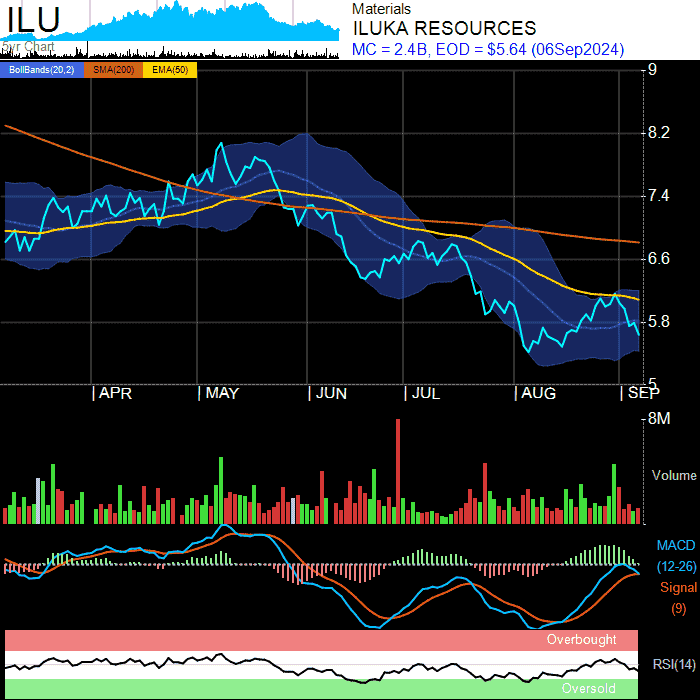 ILU
5yr Chart
Materials
ILUKA RESOURCES
MC = 2.4B, EOD = $5.64 (06Sep2024)
BollBands(20,2) SMA(200) EMA(50)
9
8.2
7.4
6.6
5.8
5
APR MAY JUN JUL AUG SEP
8M
Volume
MACD
(12-26)
Signal
(9)
Overbought
RSI(14)
Oversold